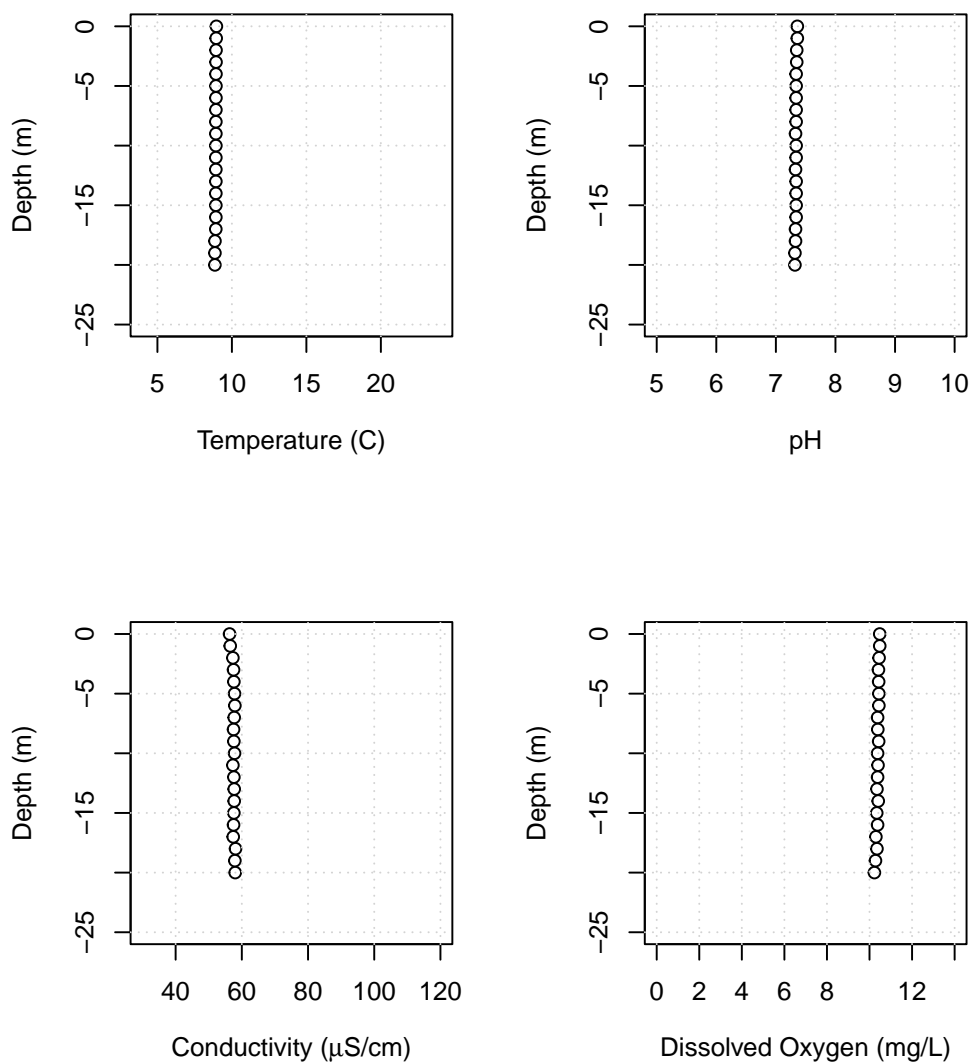 0
−5
−15
−25
Depth (m)
5 10 15 20
Temperature (C)
0
−5
−15
−25
Depth (m)
5 6 7 8 9 10
pH
0
−5
−15
−25
Depth (m)
40 60 80 100 120
Conductivity (μS/cm)
0
−5
−15
−25
Depth (m)
0 2 4 6 8 12
Dissolved Oxygen (mg/L)